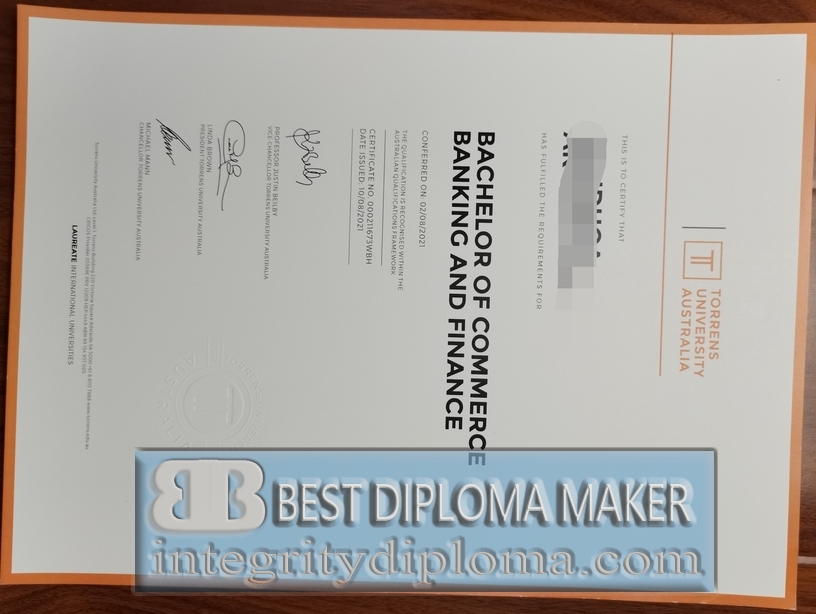 TORRENS
UNIVERSITY
AUSTRALIA
THIS IS TO CERTIFY THAT
HAS FULFILLED THE REQUIREMENTS FOR
BACHELOR OF COMMERCE
BANKING AND FINANCE
CONFERRED ON: 02/08/2021
THE QUALIFICATION IS RECOGNISED WITHIN THE
AUSTRALIAN QUALIFICATIONS FRAMEWORK
CERTIFICATE NO. 000211673WBH
DATE ISSUED: 10/08/2021
PROFESSOR JUSTIN BEILBY
VICE-CHANCELLOR TORRENS UNIVERSITY AUSTRALIA
LINDA BROWN
PRESIDENT TORRENS UNIVERSITY AUSTRALIA
MICHAEL MANN
CHANCELLOR TORRENS UNIVERSITY AUSTRALIA
LAUREATE INTERNATIONAL UNIVERSITIES
BB BEST DIPLOMA MAKER
integritydiploma.com